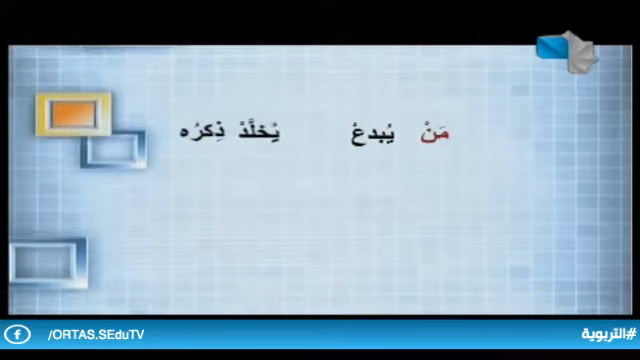 مَنْ يُبدعْ يُخلَّدْ ذِكرُه
/ORTAS.SEduTV
#التربوية